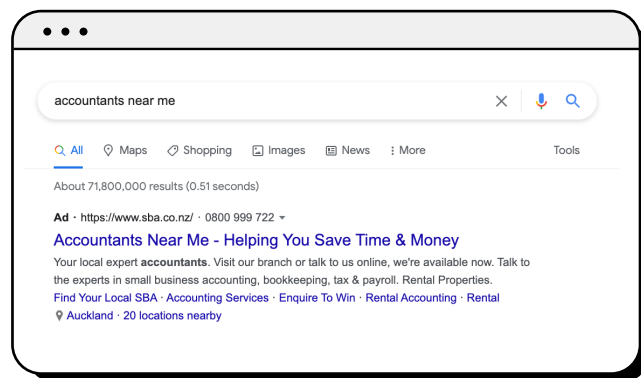 accountants near me
All Maps Shopping Images News More Tools
About 71,800,000 results (0.51 seconds)
Ad · https://www.sba.co.nz/ · 0800 999 722
Accountants Near Me - Helping You Save Time & Money
Your local expert accountants. Visit our branch or talk to us online, we're available now. Talk to
the experts in small business accounting, bookkeeping, tax & payroll. Rental Properties.
Find Your Local SBA · Accounting Services · Enquire To Win · Rental Accounting · Rental
Auckland · 20 locations nearby